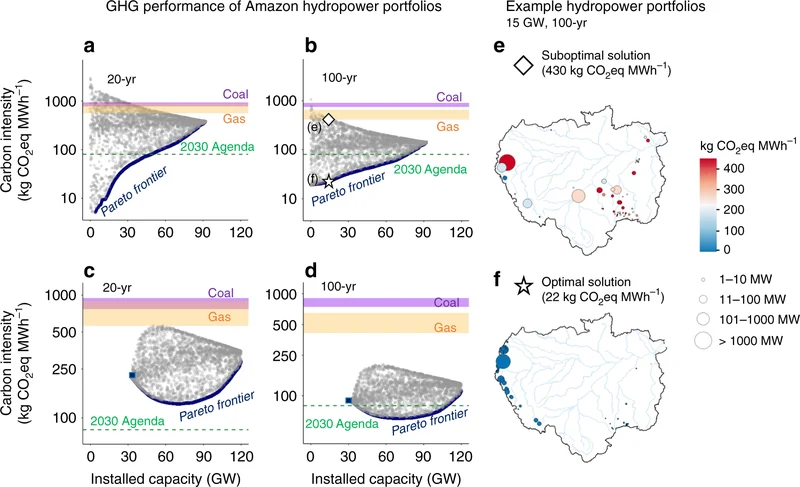 GHG performance of Amazon hydropower portfolios
Example hydropower portfolios
15 GW, 100-yr
a
20-yr
Coal
Gas
2030 Agenda
Pareto frontier
1000
100
10
0 30 60 90 120
Carbon intensity
(kg CO₂eq MWh⁻¹)
b
100-yr
Coal
Gas
(e)
2030 Agenda
(f)
Pareto frontier
1000
100
10
0 30 60 90 120
e
Suboptimal solution
(430 kg CO₂eq MWh⁻¹)
kg CO₂eq MWh⁻¹
400
300
200
100
0
c
20-yr
Coal
Gas
Pareto frontier
2030 Agenda
1000
500
250
100
0 30 60 90 120
Carbon intensity
(kg CO₂eq MWh⁻¹)
Installed capacity (GW)
d
100-yr
Coal
Gas
2030 Agenda
Pareto frontier
1000
500
250
100
0 30 60 90 120
Installed capacity (GW)
f
Optimal solution
(22 kg CO₂eq MWh⁻¹)
1–10 MW
11–100 MW
101–1000 MW
> 1000 MW